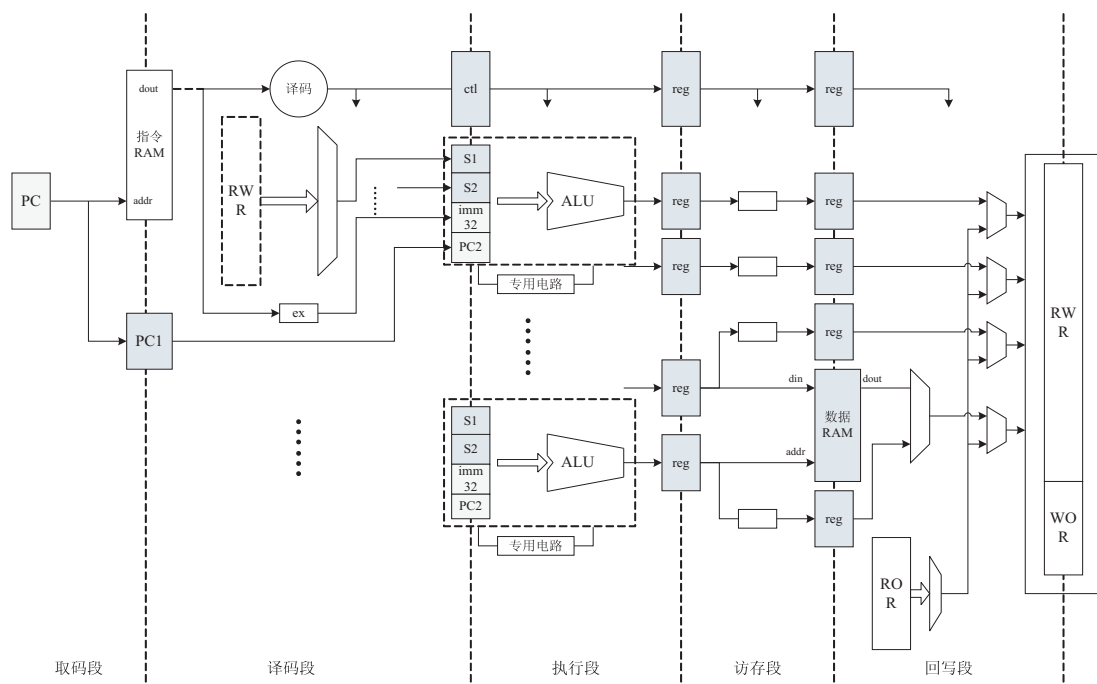 dout
指令
RAM
addr
PC
PC1
译码
RW
R
ex
ctl
S1
S2
imm
32
PC2
ALU
专用电路
S1
S2
imm
32
PC2
ALU
专用电路
reg
reg
reg
reg
reg
din
addr
reg
reg
reg
reg
数据
RAM
dout
reg
RO
R
RW
R
WO
R
取码段
译码段
执行段
访存段
回写段